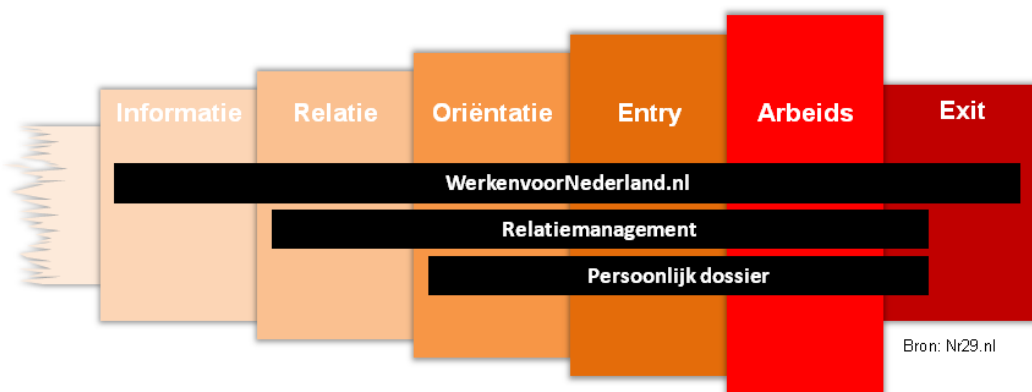 Informatie
Relatie
Oriëntatie
Entry
Arbeids
Exit
WerkenvoorNederland.nl
Relatiemanagement
Persoonlijk dossier
Bron: Nr29.nl